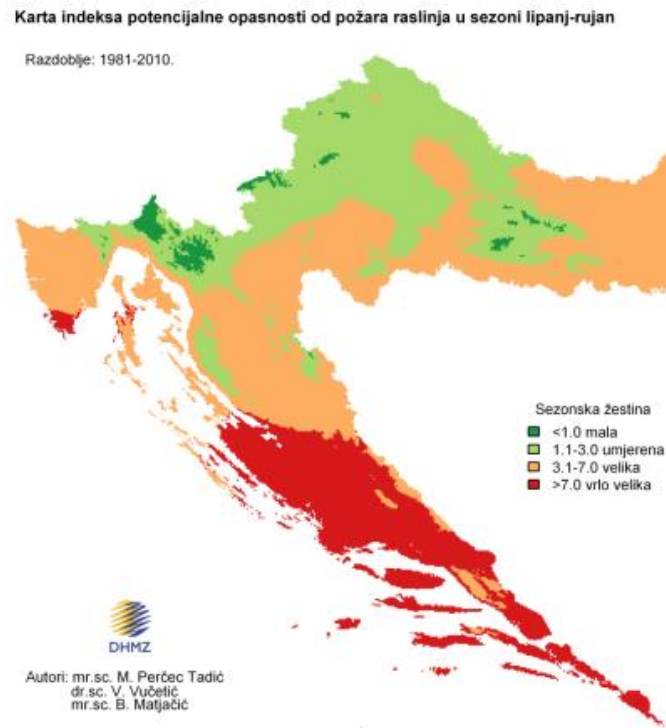 Karta indeksa potencijalne opasnosti od požara raslinja u sezoni lipanj-rujan
Razdoblje: 1981-2010.
Sezonska žestina
<1.0 mala
1.1-3.0 umjerena
3.1-7.0 velika
>7.0 vrlo velika
DHMZ
Autori: mr.sc. M. Perčec Tadić
dr.sc. V. Vučetić
mr.sc. B. Matjačić